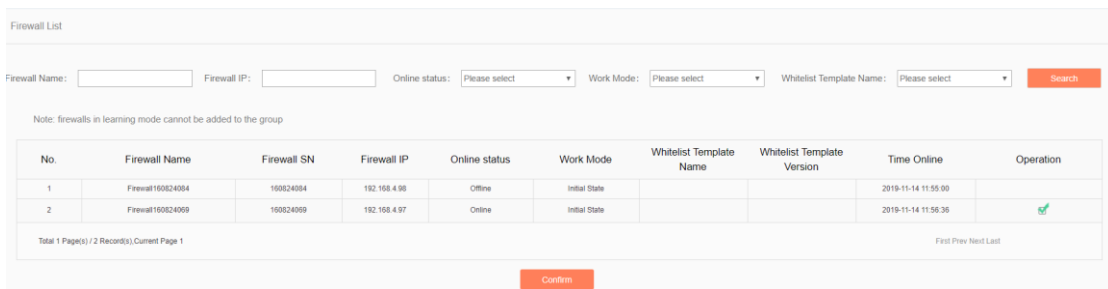 Firewall List
Firewall Name: Firewall IP: Online status: Please select Work Mode: Please select Whitelist Template Name: Please select Search
Note: firewalls in learning mode cannot be added to the group
No. Firewall Name Firewall SN Firewall IP Online status Work Mode Whitelist Template Name Whitelist Template Version Time Online Operation
1 Firewall160824084 160824084 192.168.4.98 Offline Initial State 2019-11-14 11:55:00
2 Firewall160824069 160824069 192.168.4.97 Online Initial State 2019-11-14 11:56:36
Total 1 Page(s) / 2 Record(s),Current Page 1 First Prev Next Last
Confirm